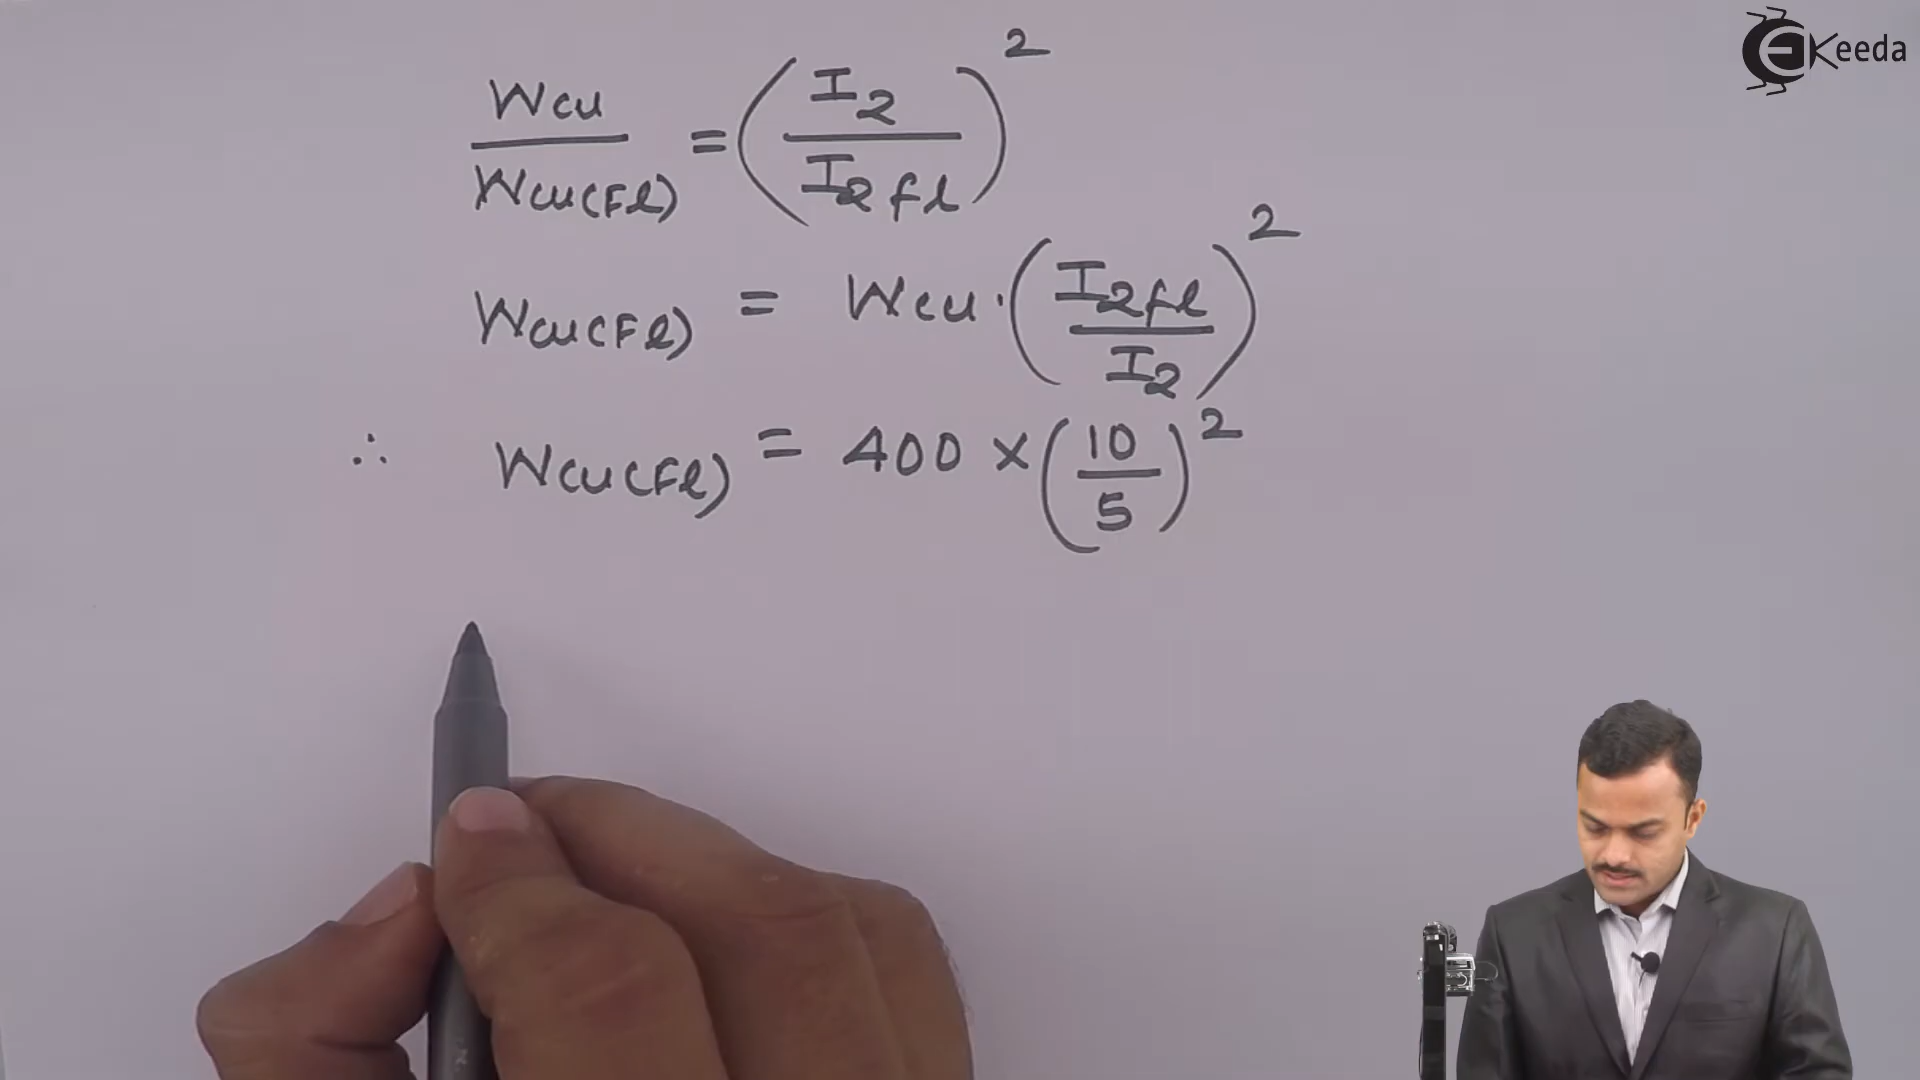 Ekeeda
Wcu / Wcu(Fl) = (I2 / I2fl)^2
Wcu(Fl) = Wcu · (I2fl / I2)^2
∴ Wcu(Fl) = 400 × (10/5)^2